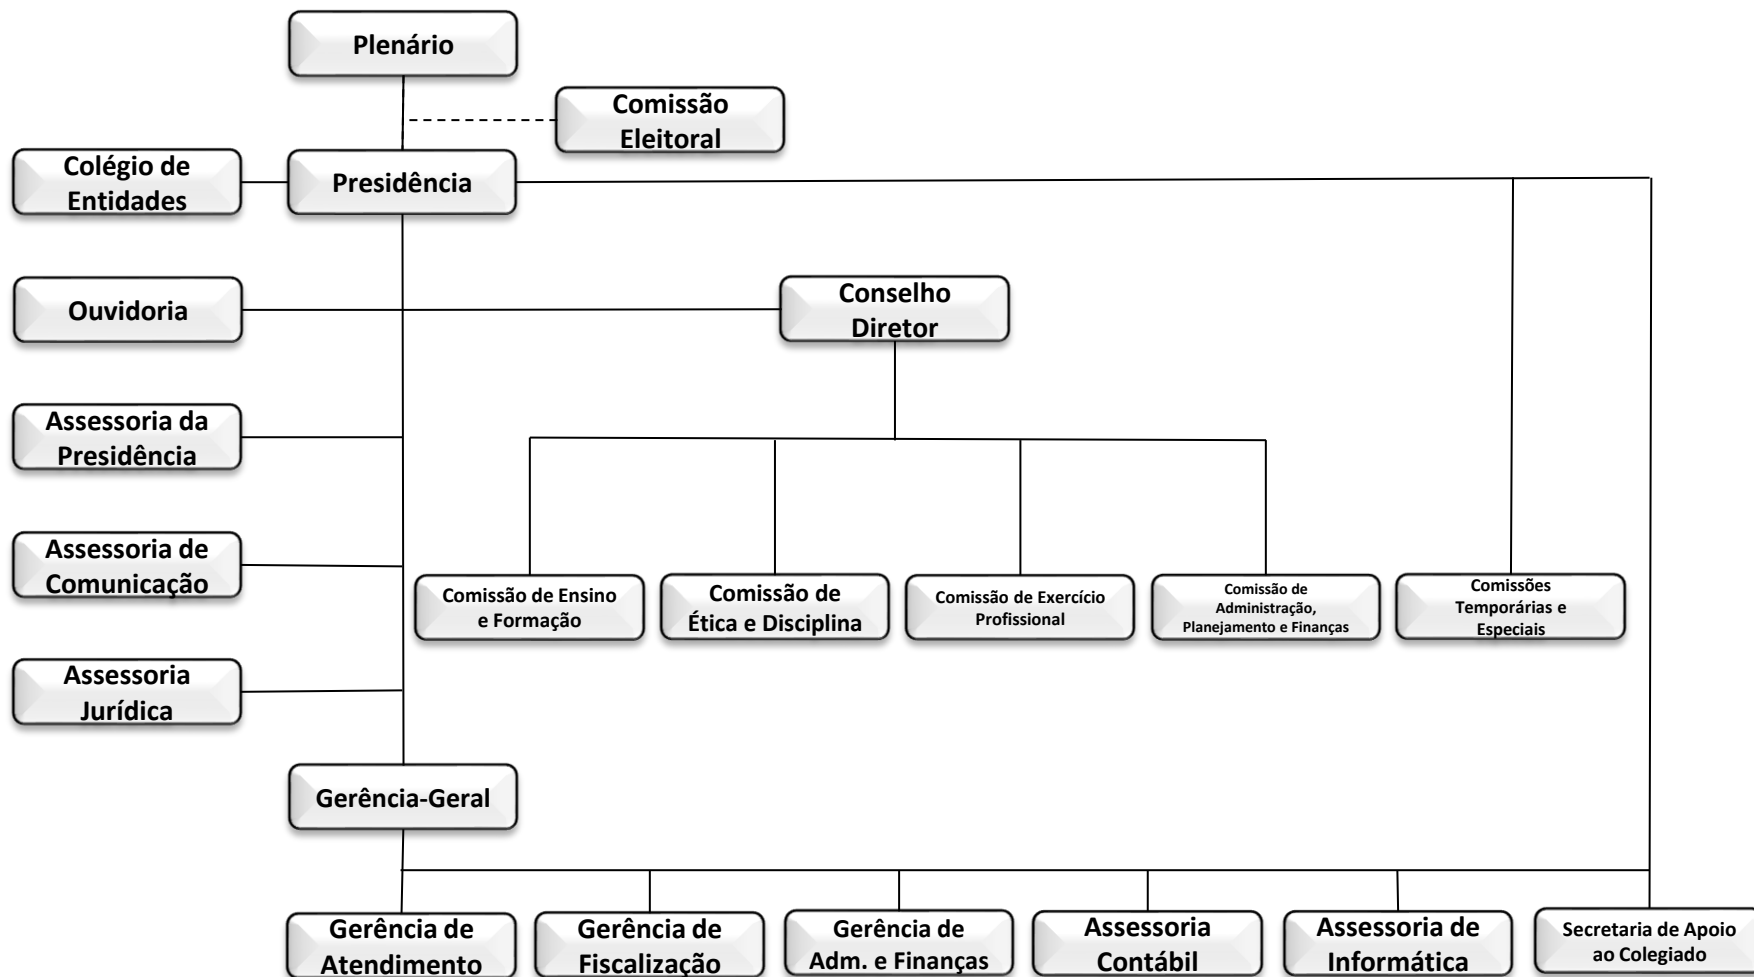 Plenário
Comissão
Eleitoral
Colégio de
Entidades
Presidência
Ouvidoria
Conselho
Diretor
Assessoria da
Presidência
Assessoria de
Comunicação
Comissão de Ensino
e Formação
Comissão de
Ética e Disciplina
Comissão de Exercício
Profissional
Comissão de
Administração,
Planejamento e Finanças
Comissões
Temporárias e
Especiais
Assessoria
Jurídica
Gerência-Geral
Gerência de
Atendimento
Gerência de
Fiscalização
Gerência de
Adm. e Finanças
Assessoria
Contábil
Assessoria de
Informática
Secretaria de Apoio
ao Colegiado